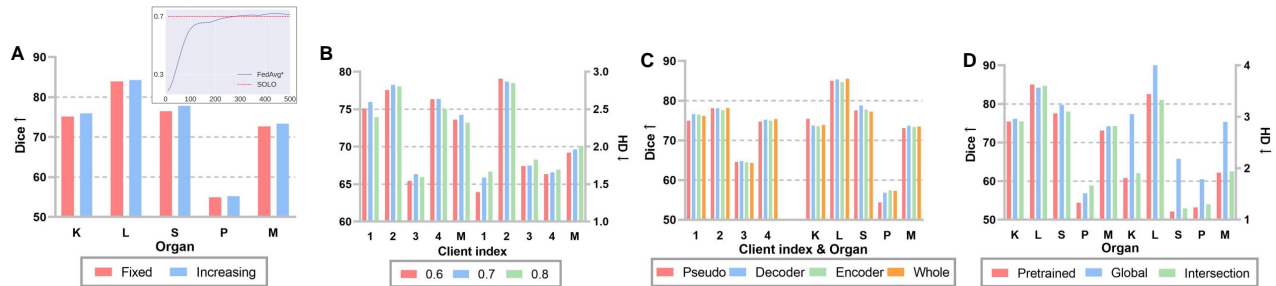 A
90
80
70
60
50
Dice ↑
K L S P M
Organ
Fixed Increasing
0.7
0.3
FedAvg*
SOLO
0 100 200 300 400 500
B
80
75
70
65
60
3.0
2.5
2.0
1.5
1.0
HD ↑
1 2 3 4 M 1 2 3 4 M
Client index
0.6 0.7 0.8
C
90
80
70
60
50
Dice ↑
1 2 3 4 K L S P M
Client index & Organ
Pseudo Decoder Encoder Whole
D
90
80
70
60
50
Dice ↑
4
3
2
1
HD ↑
K L S P M K L S P M
Organ
Pretrained Global Intersection